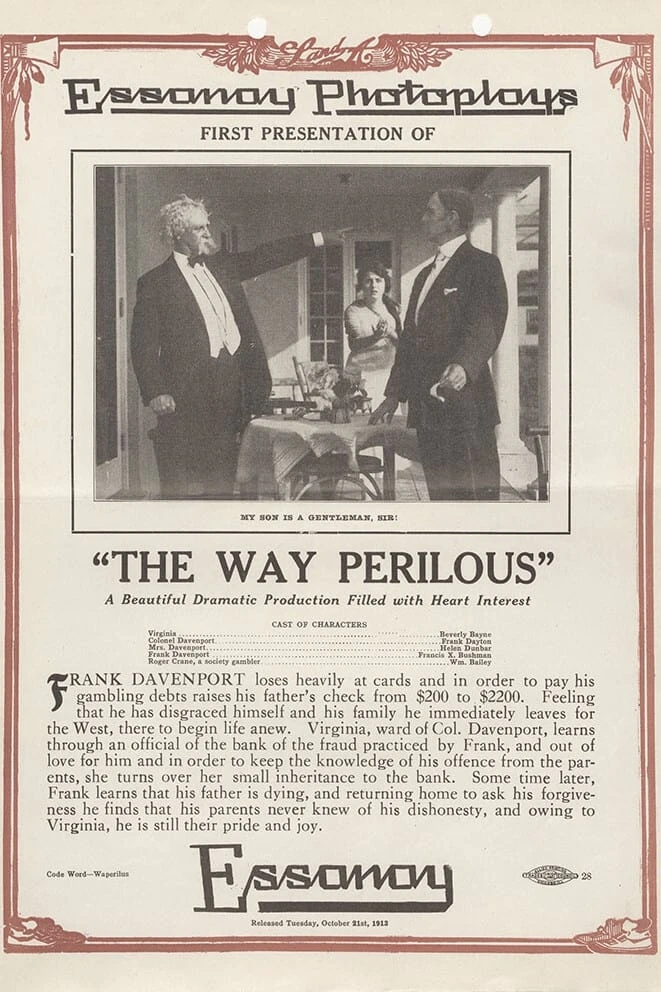 S and A
Essanay Photoplays
FIRST PRESENTATION OF
MY SON IS A GENTLEMAN, SIR!
“THE WAY PERILOUS”
A Beautiful Dramatic Production Filled with Heart Interest
CAST OF CHARACTERS
Virginia ........ Beverly Bayne
Colonel Davenport........ Frank Dayton
Mrs. Davenport........ Helen Dunbar
Frank Davenport ........ Francis X. Bushman
Roger Crane, a society gambler........ Wm. Bailey
FRANK DAVENPORT loses heavily at cards and in order to pay his
gambling debts raises his father’s check from $200 to $2200. Feeling
that he has disgraced himself and his family he immediately leaves for
the West, there to begin life anew. Virginia, ward of Col. Davenport, learns
through an official of the bank of the fraud practiced by Frank, and out of
love for him and in order to keep the knowledge of his offence from the par-
ents, she turns over her small inheritance to the bank. Some time later,
Frank learns that his father is dying, and returning home to ask his forgive-
ness he finds that his parents never knew of his dishonesty, and owing to
Virginia, he is still their pride and joy.
Code Word—Waperilus
28
Essanay
Released Tuesday, October 21st, 1913